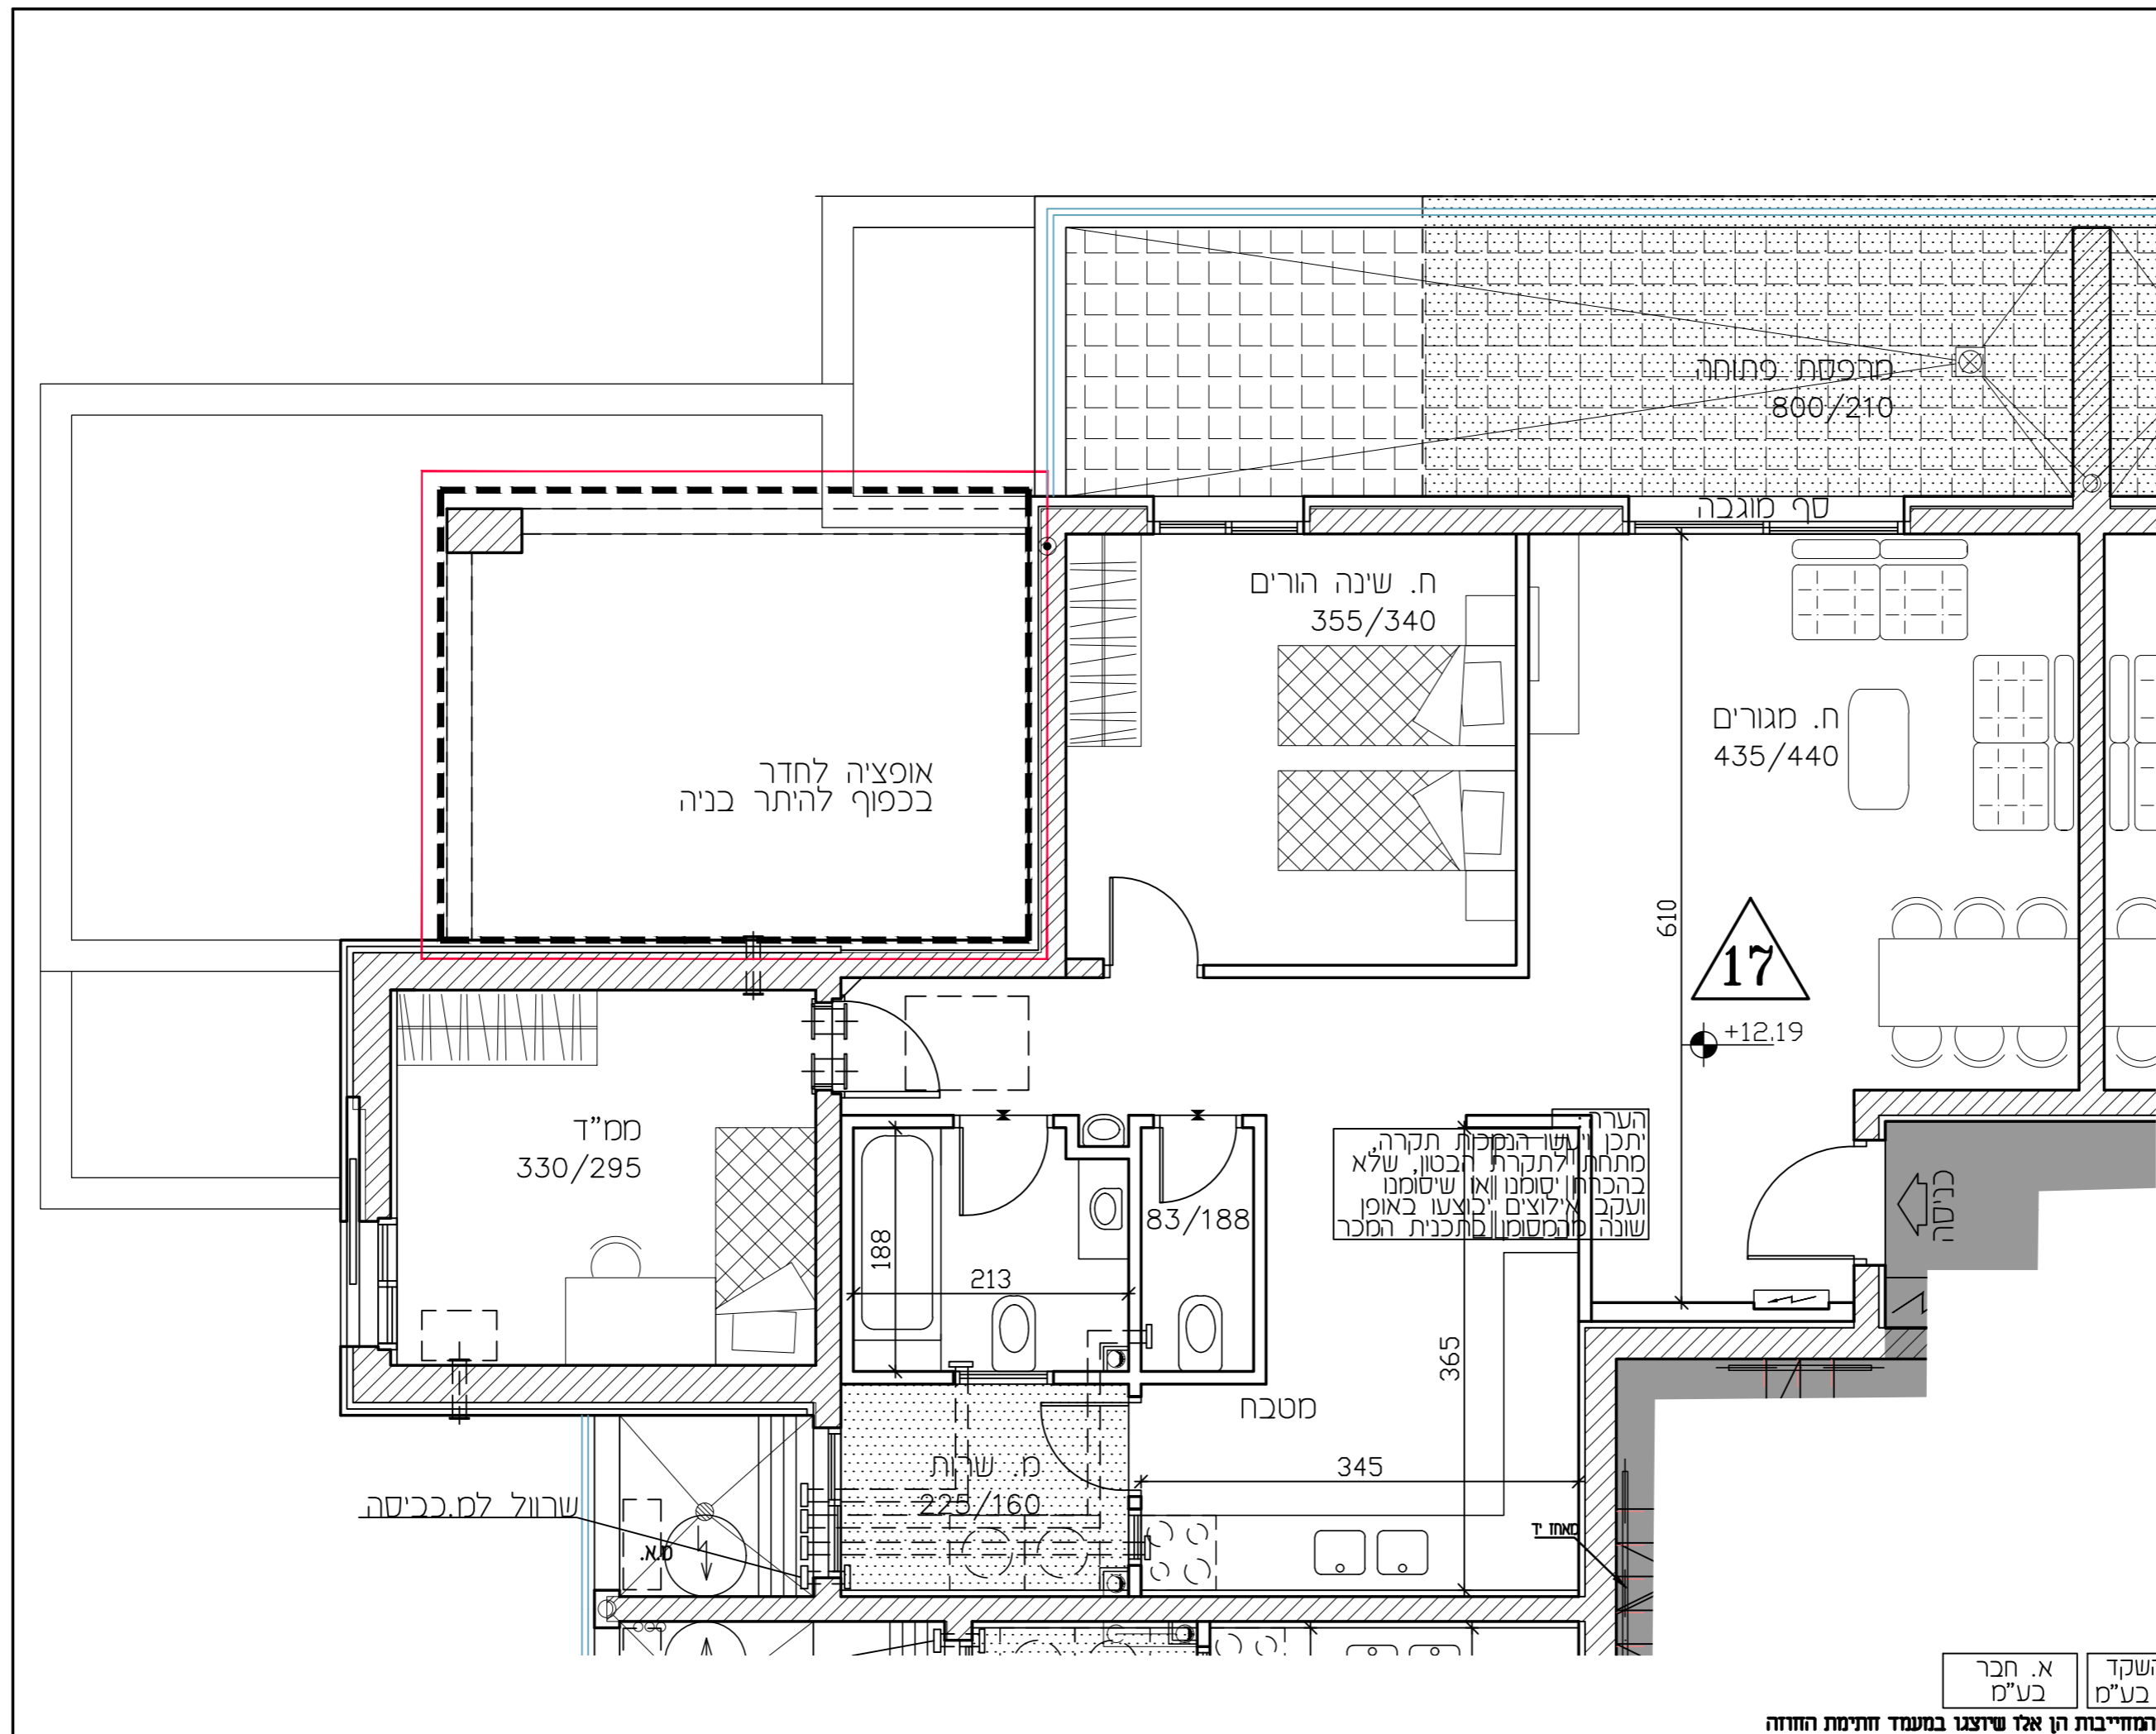 מרפסת פתוחה
800/210
סף מוגבה
ח. שינה הורים
355/340
ח. מגורים
435/440
אופציה לחדר
בכפוף להיתר בניה
610
17
+12.19
ממ"ד
330/295
הערה:
יתכן ויעשו הנמכות תקרה,
מתחת לתקרת הבטון, שלא
בהכרח יסומנו או שיסומנו
ועקב אילוצים יבוצעו באופן
שונה מהמסומן בתכנית המכר
כניסה
83/188
188
213
365
מטבח
345
מ. שרות
225/160
שרוול למ.כביסה
מ.א.
מאחז יד
השקד
בע"מ
א. חבר
בע"מ
המחייבות הן אלו שיוצגו במעמד חתימת החוזה